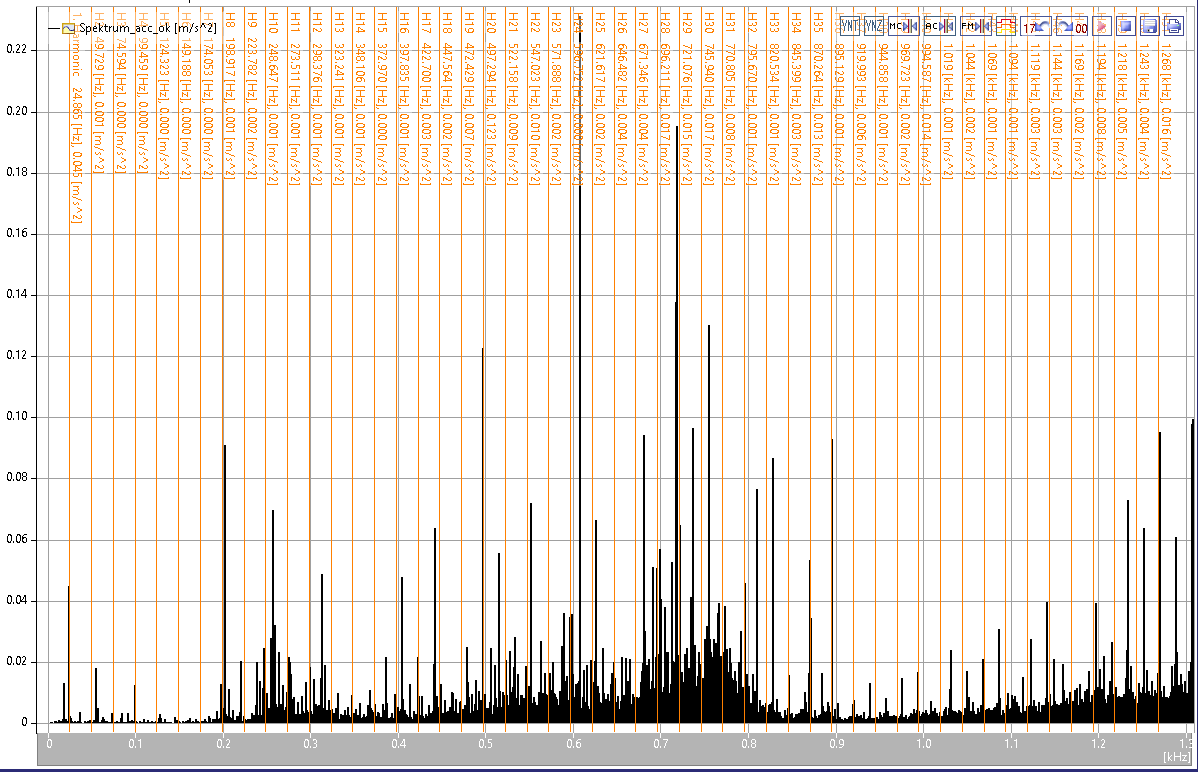 Spektrum_acc_ok [m/s^2]
1. Harmonic 24.865 [Hz], 0.045 [m/s^2]
49.729 [Hz], 0.001 [m/s^2]
74.594 [Hz], 0.000 [m/s^2]
99.459 [Hz], 0.000 [m/s^2]
124.323 [Hz], 0.000 [m/s^2]
149.188 [Hz], 0.000 [m/s^2]
174.053 [Hz], 0.000 [m/s^2]
H8 198.917 [Hz], 0.001 [m/s^2]
H9 223.782 [Hz], 0.002 [m/s^2]
H10 248.647 [Hz], 0.001 [m/s^2]
H11 273.511 [Hz], 0.001 [m/s^2]
H12 298.376 [Hz], 0.001 [m/s^2]
H13 323.241 [Hz], 0.001 [m/s^2]
H14 348.106 [Hz], 0.001 [m/s^2]
H15 372.970 [Hz], 0.000 [m/s^2]
H16 397.835 [Hz], 0.001 [m/s^2]
H17 422.700 [Hz], 0.003 [m/s^2]
H18 447.564 [Hz], 0.002 [m/s^2]
H19 472.429 [Hz], 0.007 [m/s^2]
H20 497.294 [Hz], 0.123 [m/s^2]
H21 522.158 [Hz], 0.009 [m/s^2]
H22 547.023 [Hz], 0.010 [m/s^2]
H23 571.888 [Hz], 0.002 [m/s^2]
H25 621.617 [Hz], 0.002 [m/s^2]
H26 646.482 [Hz], 0.004 [m/s^2]
H27 671.346 [Hz], 0.004 [m/s^2]
H28 696.211 [Hz], 0.017 [m/s^2]
H29 721.076 [Hz], 0.015 [m/s^2]
H30 745.940 [Hz], 0.017 [m/s^2]
H31 770.805 [Hz], 0.008 [m/s^2]
H32 795.670 [Hz], 0.001 [m/s^2]
H33 820.534 [Hz], 0.001 [m/s^2]
H34 845.399 [Hz], 0.003 [m/s^2]
H35 870.264 [Hz], 0.013 [m/s^2]
895.129 [Hz], 0.001 [m/s^2]
919.993 [Hz], 0.006 [m/s^2]
944.858 [Hz], 0.001 [m/s^2]
969.723 [Hz], 0.002 [m/s^2]
994.587 [Hz], 0.014 [m/s^2]
1.019 [kHz], 0.001 [m/s^2]
1.044 [kHz], 0.002 [m/s^2]
1.069 [kHz], 0.001 [m/s^2]
1.094 [kHz], 0.001 [m/s^2]
1.119 [kHz], 0.003 [m/s^2]
1.144 [kHz], 0.003 [m/s^2]
1.169 [kHz], 0.002 [m/s^2]
1.194 [kHz], 0.008 [m/s^2]
1.218 [kHz], 0.005 [m/s^2]
1.243 [kHz], 0.004 [m/s^2]
1.268 [kHz], 0.016 [m/s^2]
YNT YNZ MC AC FM 17 00
0.22
0.20
0.18
0.16
0.14
0.12
0.10
0.08
0.06
0.04
0.02
0
0 0.1 0.2 0.3 0.4 0.5 0.6 0.7 0.8 0.9 1.0 1.1 1.2 1.3
[kHz]